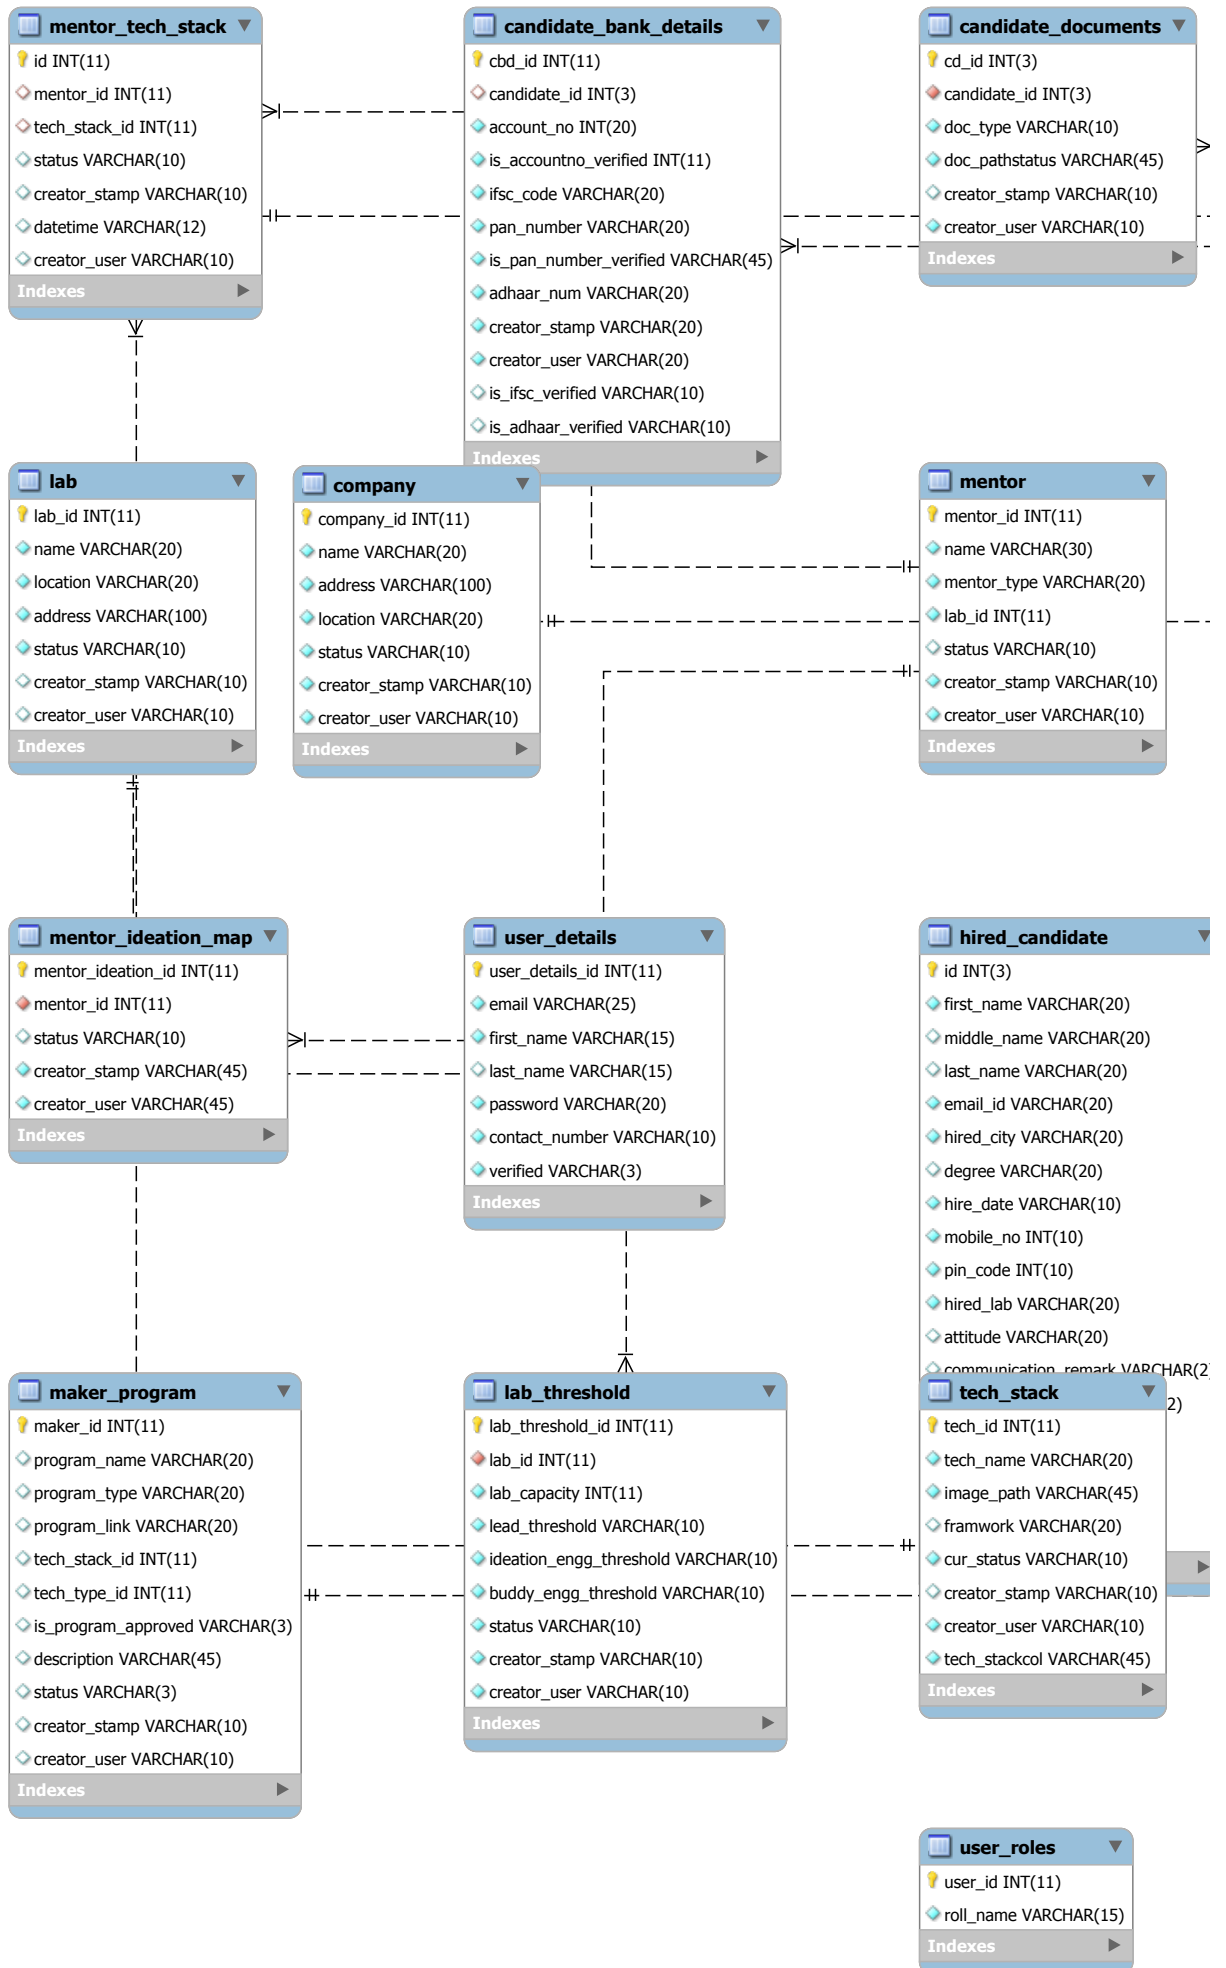 mentor_tech_stack
id INT(11)
mentor_id INT(11)
tech_stack_id INT(11)
status VARCHAR(10)
creator_stamp VARCHAR(10)
datetime VARCHAR(12)
creator_user VARCHAR(10)
Indexes
candidate_bank_details
cbd_id INT(11)
candidate_id INT(3)
account_no INT(20)
is_accountno_verified INT(11)
ifsc_code VARCHAR(20)
pan_number VARCHAR(20)
is_pan_number_verified VARCHAR(45)
adhaar_num VARCHAR(20)
creator_stamp VARCHAR(20)
creator_user VARCHAR(20)
is_ifsc_verified VARCHAR(10)
is_adhaar_verified VARCHAR(10)
Indexes
candidate_documents
cd_id INT(3)
candidate_id INT(3)
doc_type VARCHAR(10)
doc_pathstatus VARCHAR(45)
creator_stamp VARCHAR(10)
creator_user VARCHAR(10)
Indexes
lab
lab_id INT(11)
name VARCHAR(20)
location VARCHAR(20)
address VARCHAR(100)
status VARCHAR(10)
creator_stamp VARCHAR(10)
creator_user VARCHAR(10)
Indexes
company
company_id INT(11)
name VARCHAR(20)
address VARCHAR(100)
location VARCHAR(20)
status VARCHAR(10)
creator_stamp VARCHAR(10)
creator_user VARCHAR(10)
Indexes
mentor
mentor_id INT(11)
name VARCHAR(30)
mentor_type VARCHAR(20)
lab_id INT(11)
status VARCHAR(10)
creator_stamp VARCHAR(10)
creator_user VARCHAR(10)
Indexes
mentor_ideation_map
mentor_ideation_id INT(11)
mentor_id INT(11)
status VARCHAR(10)
creator_stamp VARCHAR(45)
creator_user VARCHAR(45)
Indexes
user_details
user_details_id INT(11)
email VARCHAR(25)
first_name VARCHAR(15)
last_name VARCHAR(15)
password VARCHAR(20)
contact_number VARCHAR(10)
verified VARCHAR(3)
Indexes
hired_candidate
id INT(3)
first_name VARCHAR(20)
middle_name VARCHAR(20)
last_name VARCHAR(20)
email_id VARCHAR(20)
hired_city VARCHAR(20)
degree VARCHAR(20)
hire_date VARCHAR(10)
mobile_no INT(10)
pin_code INT(10)
hired_lab VARCHAR(20)
attitude VARCHAR(20)
communication_remark VARCHAR(2
2)
maker_program
maker_id INT(11)
program_name VARCHAR(20)
program_type VARCHAR(20)
program_link VARCHAR(20)
tech_stack_id INT(11)
tech_type_id INT(11)
is_program_approved VARCHAR(3)
description VARCHAR(45)
status VARCHAR(3)
creator_stamp VARCHAR(10)
creator_user VARCHAR(10)
Indexes
lab_threshold
lab_threshold_id INT(11)
lab_id INT(11)
lab_capacity INT(11)
lead_threshold VARCHAR(10)
ideation_engg_threshold VARCHAR(10)
buddy_engg_threshold VARCHAR(10)
status VARCHAR(10)
creator_stamp VARCHAR(10)
creator_user VARCHAR(10)
Indexes
tech_stack
tech_id INT(11)
tech_name VARCHAR(20)
image_path VARCHAR(45)
framwork VARCHAR(20)
cur_status VARCHAR(10)
creator_stamp VARCHAR(10)
creator_user VARCHAR(10)
tech_stackcol VARCHAR(45)
Indexes
user_roles
user_id INT(11)
roll_name VARCHAR(15)
Indexes